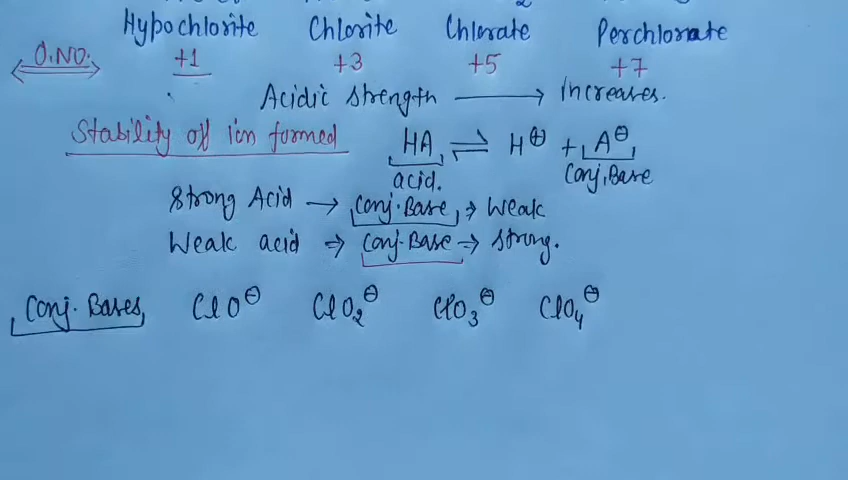 Hypochlorite Chlorite Chlorate Perchlorate
O.NO. +1 +3 +5 +7
Acidic strength ⟶ Increases.
Stability of ion formed HA ⇌ H⊕ + A⊖
acid. Conj. Base
Strong Acid → Conj. Base → Weak
Weak acid → Conj. Base → strong.
Conj. Bases ClO⊖ ClO₂⊖ ClO₃⊖ ClO₄⊖